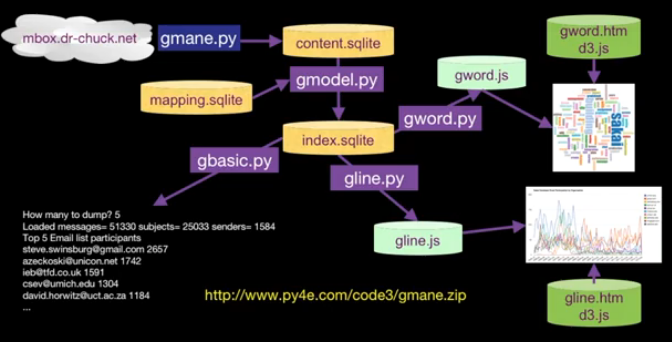 mbox.dr-chuck.net
gmane.py
content.sqlite
gword.htm
d3.js
gmodel.py
gword.js
mapping.sqlite
gword.py
index.sqlite
sakai
gbasic.py
gline.py
How many to dump? 5
Loaded messages= 51330 subjects= 25033 senders= 1584
Top 5 Email list participants
steve.swinsburg@gmail.com 2657
azeckoski@unicon.net 1742
ieb@tfd.co.uk 1591
csev@umich.edu 1304
david.horwitz@uct.ac.za 1184
...
gline.js
http://www.py4e.com/code3/gmane.zip
gline.htm
d3.js